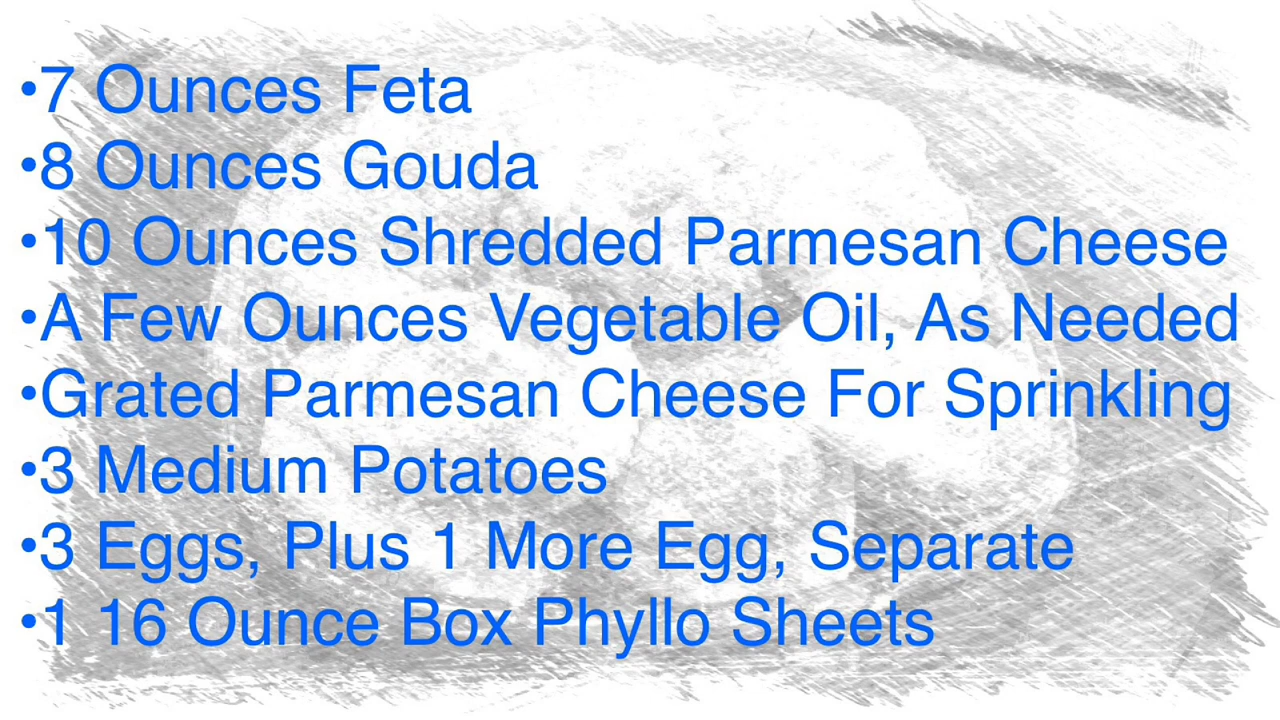 •7 Ounces Feta
•8 Ounces Gouda
•10 Ounces Shredded Parmesan Cheese
•A Few Ounces Vegetable Oil, As Needed
•Grated Parmesan Cheese For Sprinkling
•3 Medium Potatoes
•3 Eggs, Plus 1 More Egg, Separate
•1 16 Ounce Box Phyllo Sheets